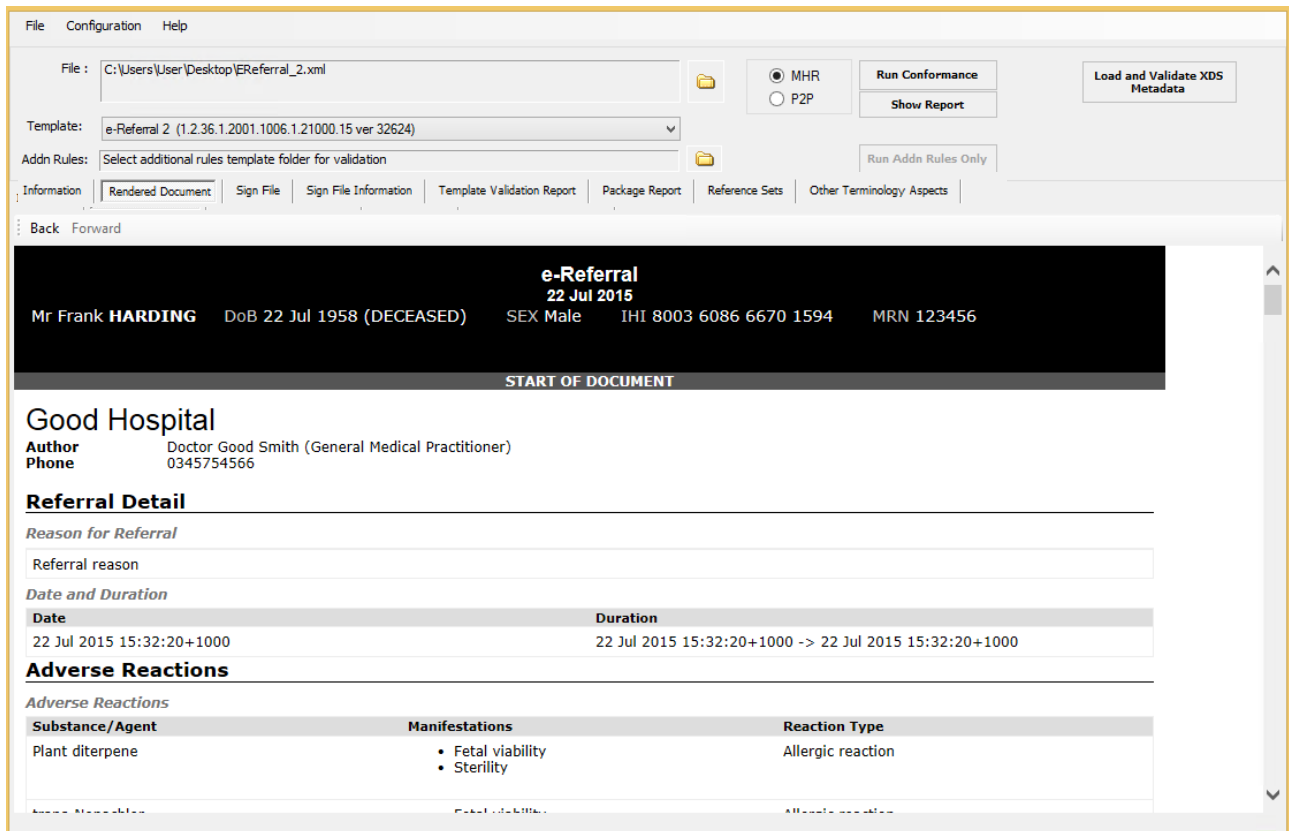 File Configuration Help
File : C:\Users\User\Desktop\EReferral_2.xml
MHR
P2P
Run Conformance
Show Report
Load and Validate XDS
Metadata
Template: e-Referral 2 (1.2.36.1.2001.1006.1.21000.15 ver 32624)
Addn Rules: Select additional rules template folder for validation
Run Addn Rules Only
Information Rendered Document Sign File Sign File Information Template Validation Report Package Report Reference Sets Other Terminology Aspects
Back Forward
e-Referral
22 Jul 2015
Mr Frank HARDING DoB 22 Jul 1958 (DECEASED) SEX Male IHI 8003 6086 6670 1594 MRN 123456
START OF DOCUMENT
Good Hospital
Author Doctor Good Smith (General Medical Practitioner)
Phone 0345754566
Referral Detail
Reason for Referral
Referral reason
Date and Duration
Date Duration
22 Jul 2015 15:32:20+1000 22 Jul 2015 15:32:20+1000 -> 22 Jul 2015 15:32:20+1000
Adverse Reactions
Adverse Reactions
Substance/Agent Manifestations Reaction Type
Plant diterpene • Fetal viability Allergic reaction
• Sterility